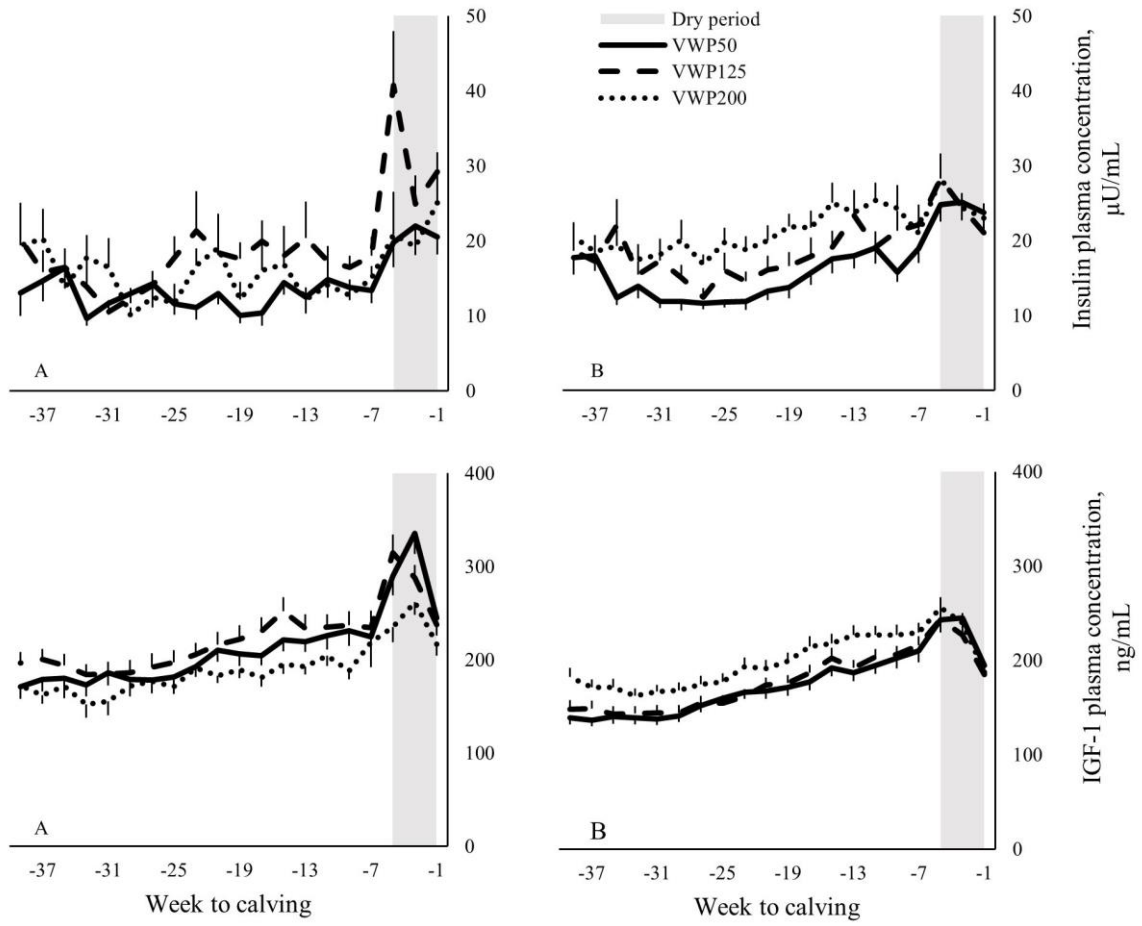 50
40
30
20
10
0
A
-37 -31 -25 -19 -13 -7 -1
Dry period
VWP50
VWP125
VWP200
50
40
30
20
10
0
B
-37 -31 -25 -19 -13 -7 -1
Insulin plasma concentration,
µU/mL
400
300
200
100
0
A
-37 -31 -25 -19 -13 -7 -1
Week to calving
400
300
200
100
0
B
-37 -31 -25 -19 -13 -7 -1
Week to calving
IGF-1 plasma concentration,
ng/mL